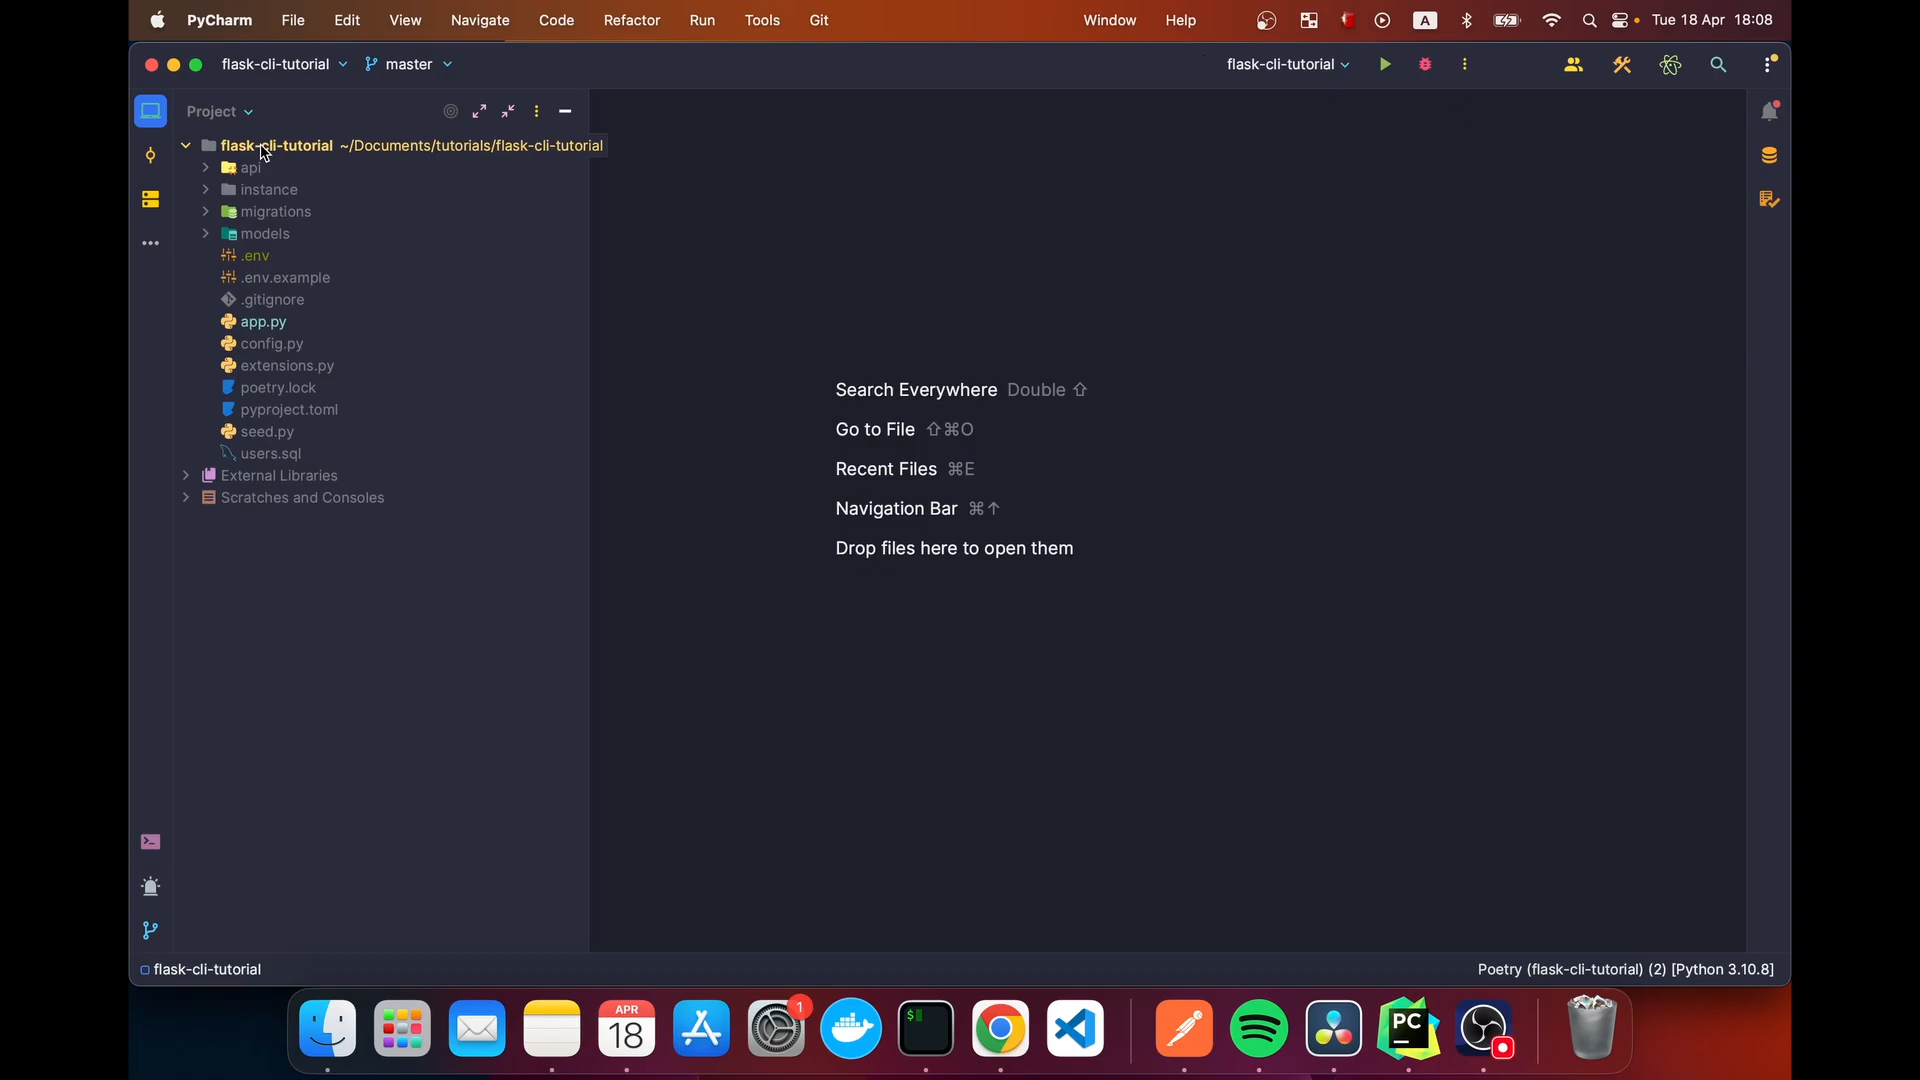 PyCharm File Edit View Navigate Code Refactor Run Tools Git Window Help A Tue 18 Apr 18:08
flask-cli-tutorial master flask-cli-tutorial
Project
flask-cli-tutorial ~/Documents/tutorials/flask-cli-tutorial
api
instance
migrations
models
.env
.env.example
.gitignore
app.py
config.py
extensions.py
poetry.lock
pyproject.toml
seed.py
users.sql
External Libraries
Scratches and Consoles
Search Everywhere Double ⇧
Go to File ⇧⌘O
Recent Files ⌘E
Navigation Bar ⌘↑
Drop files here to open them
flask-cli-tutorial Poetry (flask-cli-tutorial) (2) [Python 3.10.8]
APR
18
1
$
PC